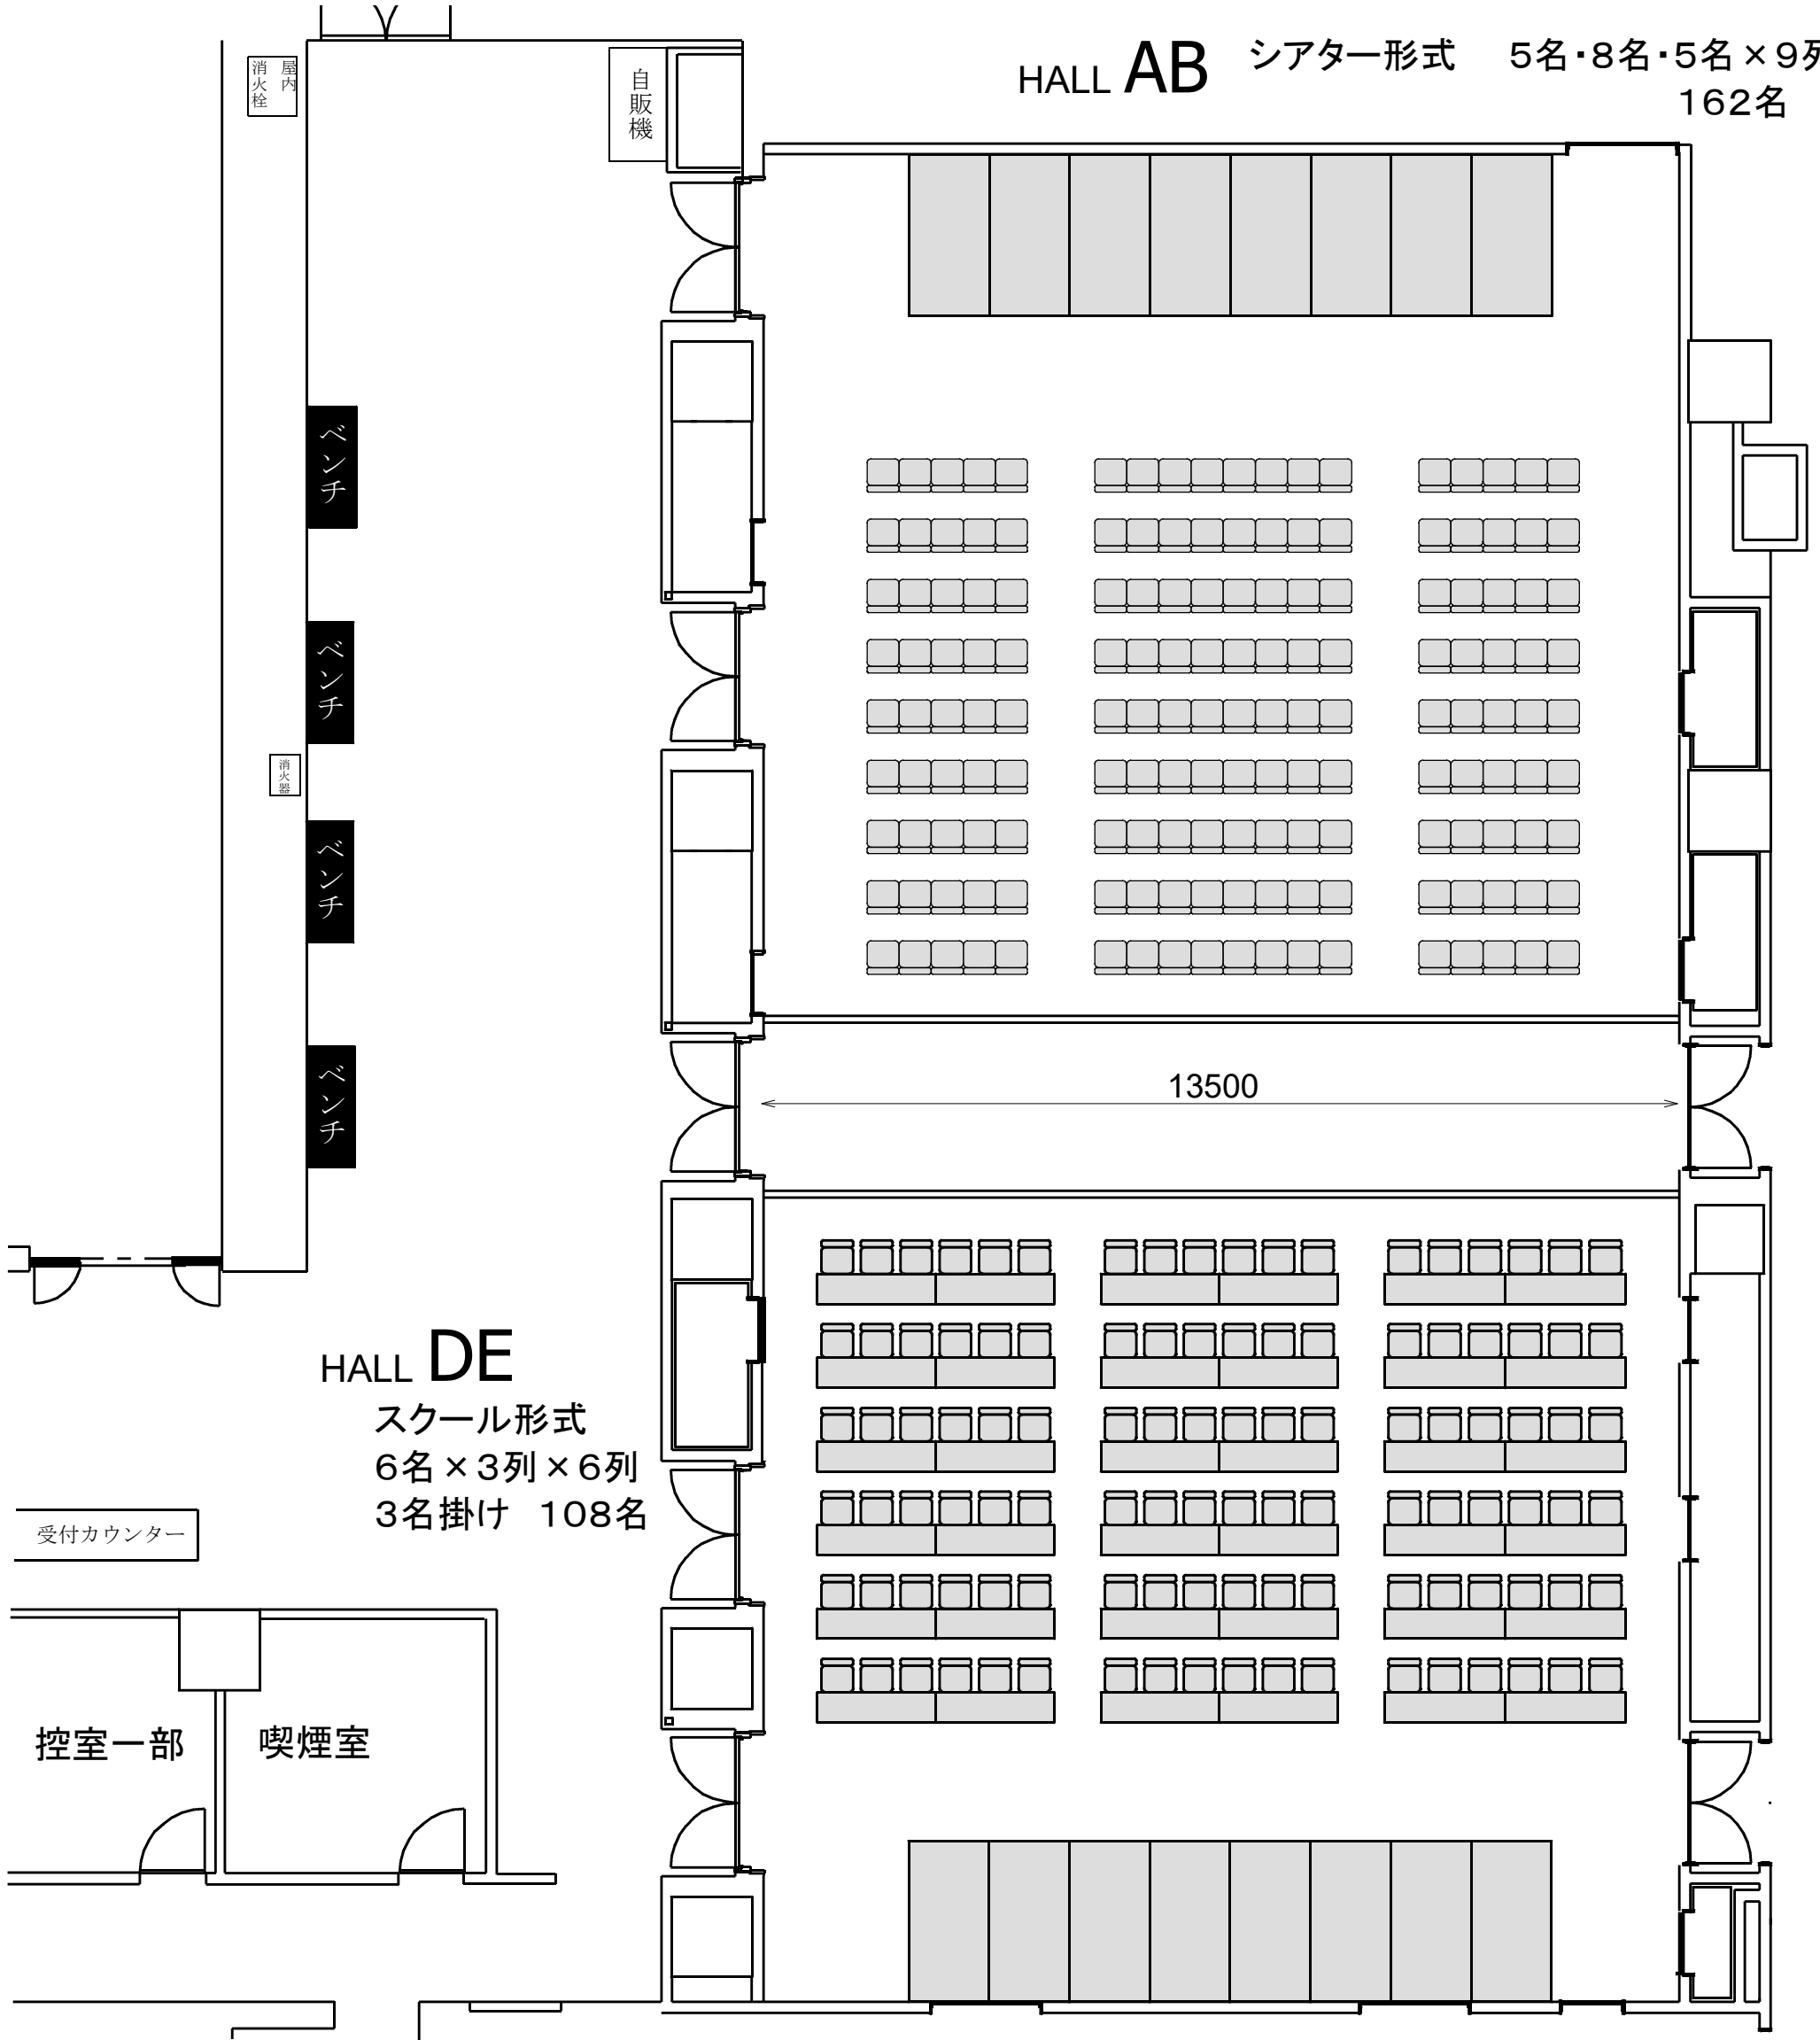 HALL AB シアター形式 5名・8名・5名×9列
162名
屋内
消火栓
自販機
ベンチ
ベンチ
消火器
ベンチ
ベンチ
13500
HALL DE
スクール形式
6名×3列×6列
3名掛け 108名
受付カウンター
控室一部
喫煙室